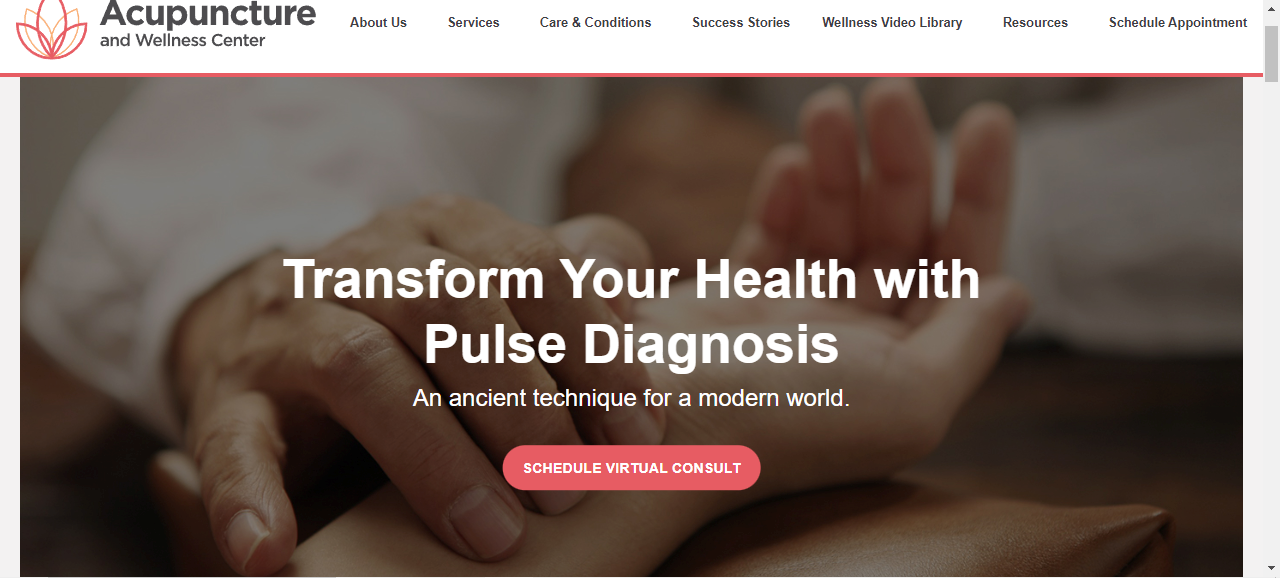 Acupuncture
and Wellness Center
About Us
Services
Care & Conditions
Success Stories
Wellness Video Library
Resources
Schedule Appointment
Transform Your Health with
Pulse Diagnosis
An ancient technique for a modern world.
SCHEDULE VIRTUAL CONSULT